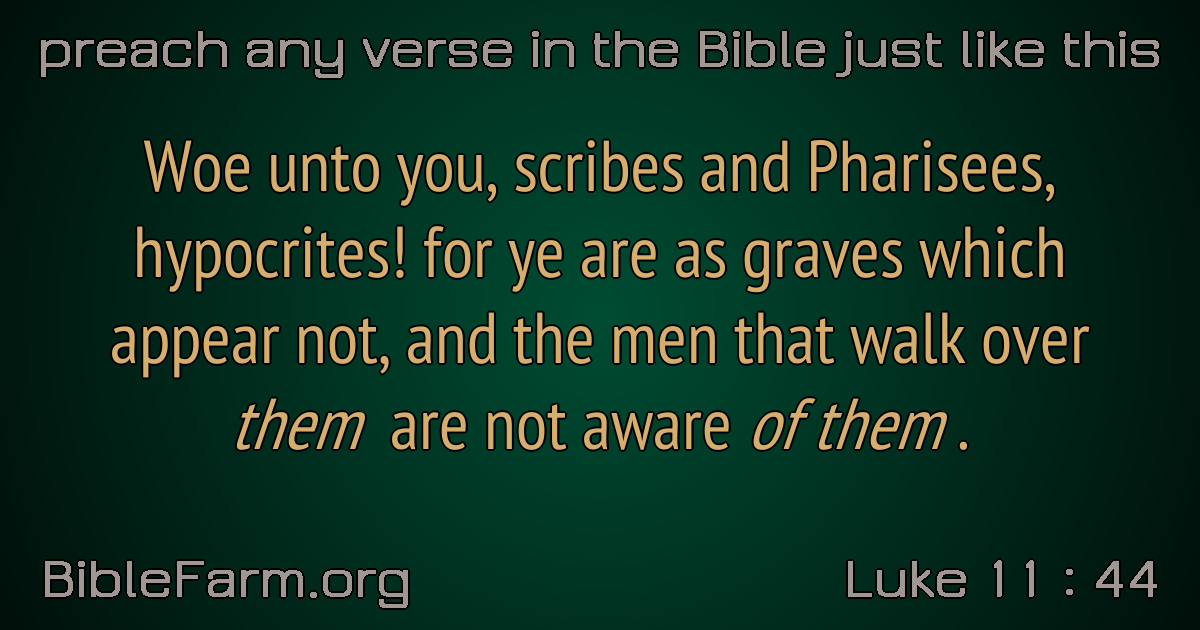 preach any verse in the Bible just like this
Woe unto you, scribes and Pharisees,
hypocrites! for ye are as graves which
appear not, and the men that walk over
them are not aware of them .
BibleFarm.org
Luke 11 : 44